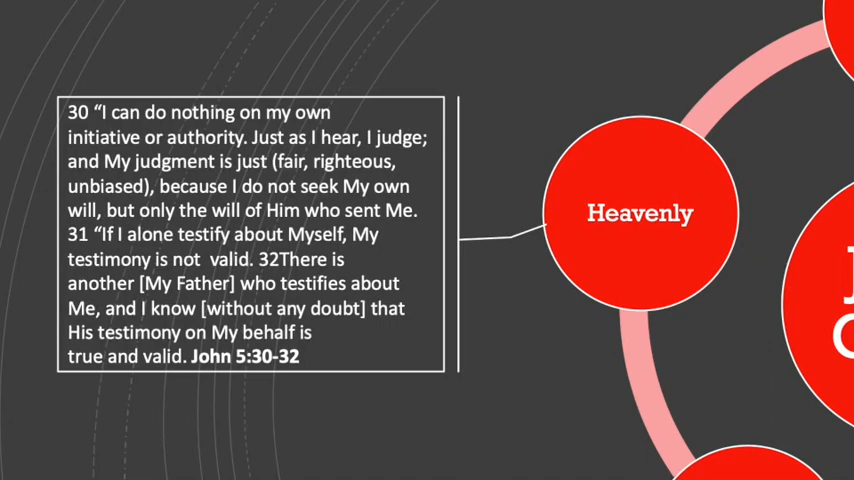 30 “I can do nothing on my own
initiative or authority. Just as I hear, I judge;
and My judgment is just (fair, righteous,
unbiased), because I do not seek My own
will, but only the will of Him who sent Me.
31 “If I alone testify about Myself, My
testimony is not  valid. 32There is
another [My Father] who testifies about
Me, and I know [without any doubt] that
His testimony on My behalf is
true and valid. John 5:30-32
Heavenly